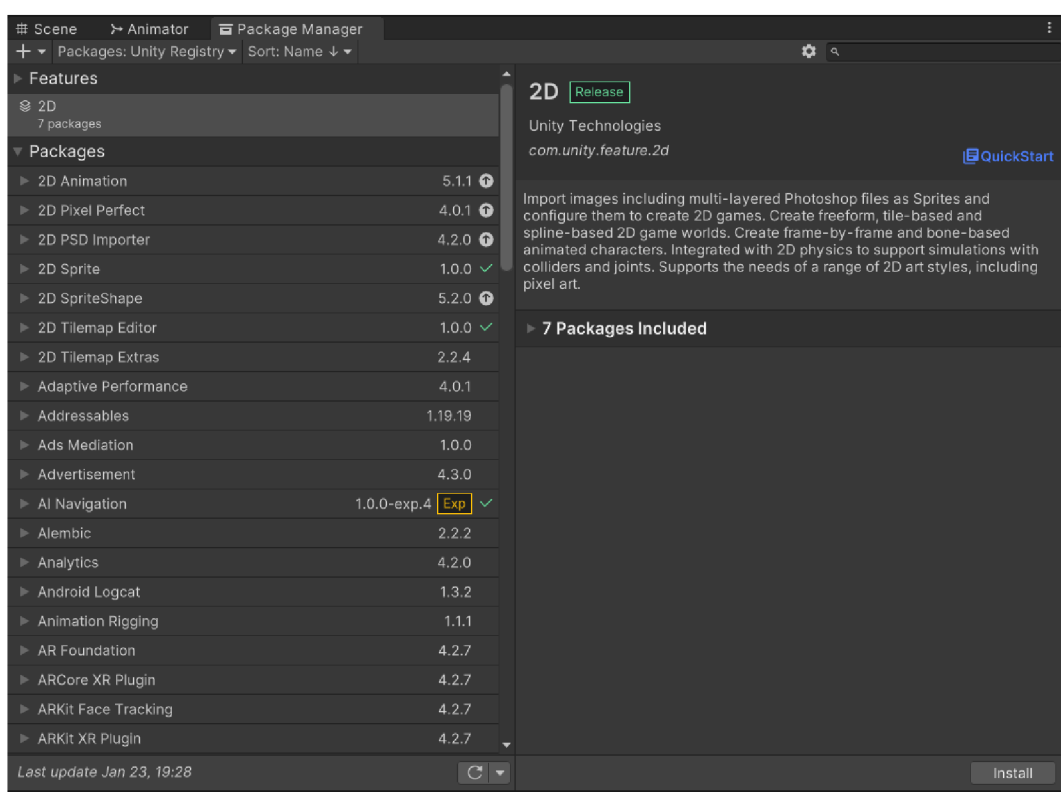 Scene Animator Package Manager
Packages: Unity Registry Sort: Name ↓
Features
2D
7 packages
Packages
2D Animation 5.1.1
2D Pixel Perfect 4.0.1
2D PSD Importer 4.2.0
2D Sprite 1.0.0
2D SpriteShape 5.2.0
2D Tilemap Editor 1.0.0
2D Tilemap Extras 2.2.4
Adaptive Performance 4.0.1
Addressables 1.19.19
Ads Mediation 1.0.0
Advertisement 4.3.0
AI Navigation 1.0.0-exp.4 Exp
Alembic 2.2.2
Analytics 4.2.0
Android Logcat 1.3.2
Animation Rigging 1.1.1
AR Foundation 4.2.7
ARCore XR Plugin 4.2.7
ARKit Face Tracking 4.2.7
ARKit XR Plugin 4.2.7
Last update Jan 23, 19:28
2D Release
Unity Technologies
com.unity.feature.2d
QuickStart
Import images including multi-layered Photoshop files as Sprites and
configure them to create 2D games. Create freeform, tile-based and
spline-based 2D game worlds. Create frame-by-frame and bone-based
animated characters. Integrated with 2D physics to support simulations with
colliders and joints. Supports the needs of a range of 2D art styles, including
pixel art.
7 Packages Included
Install